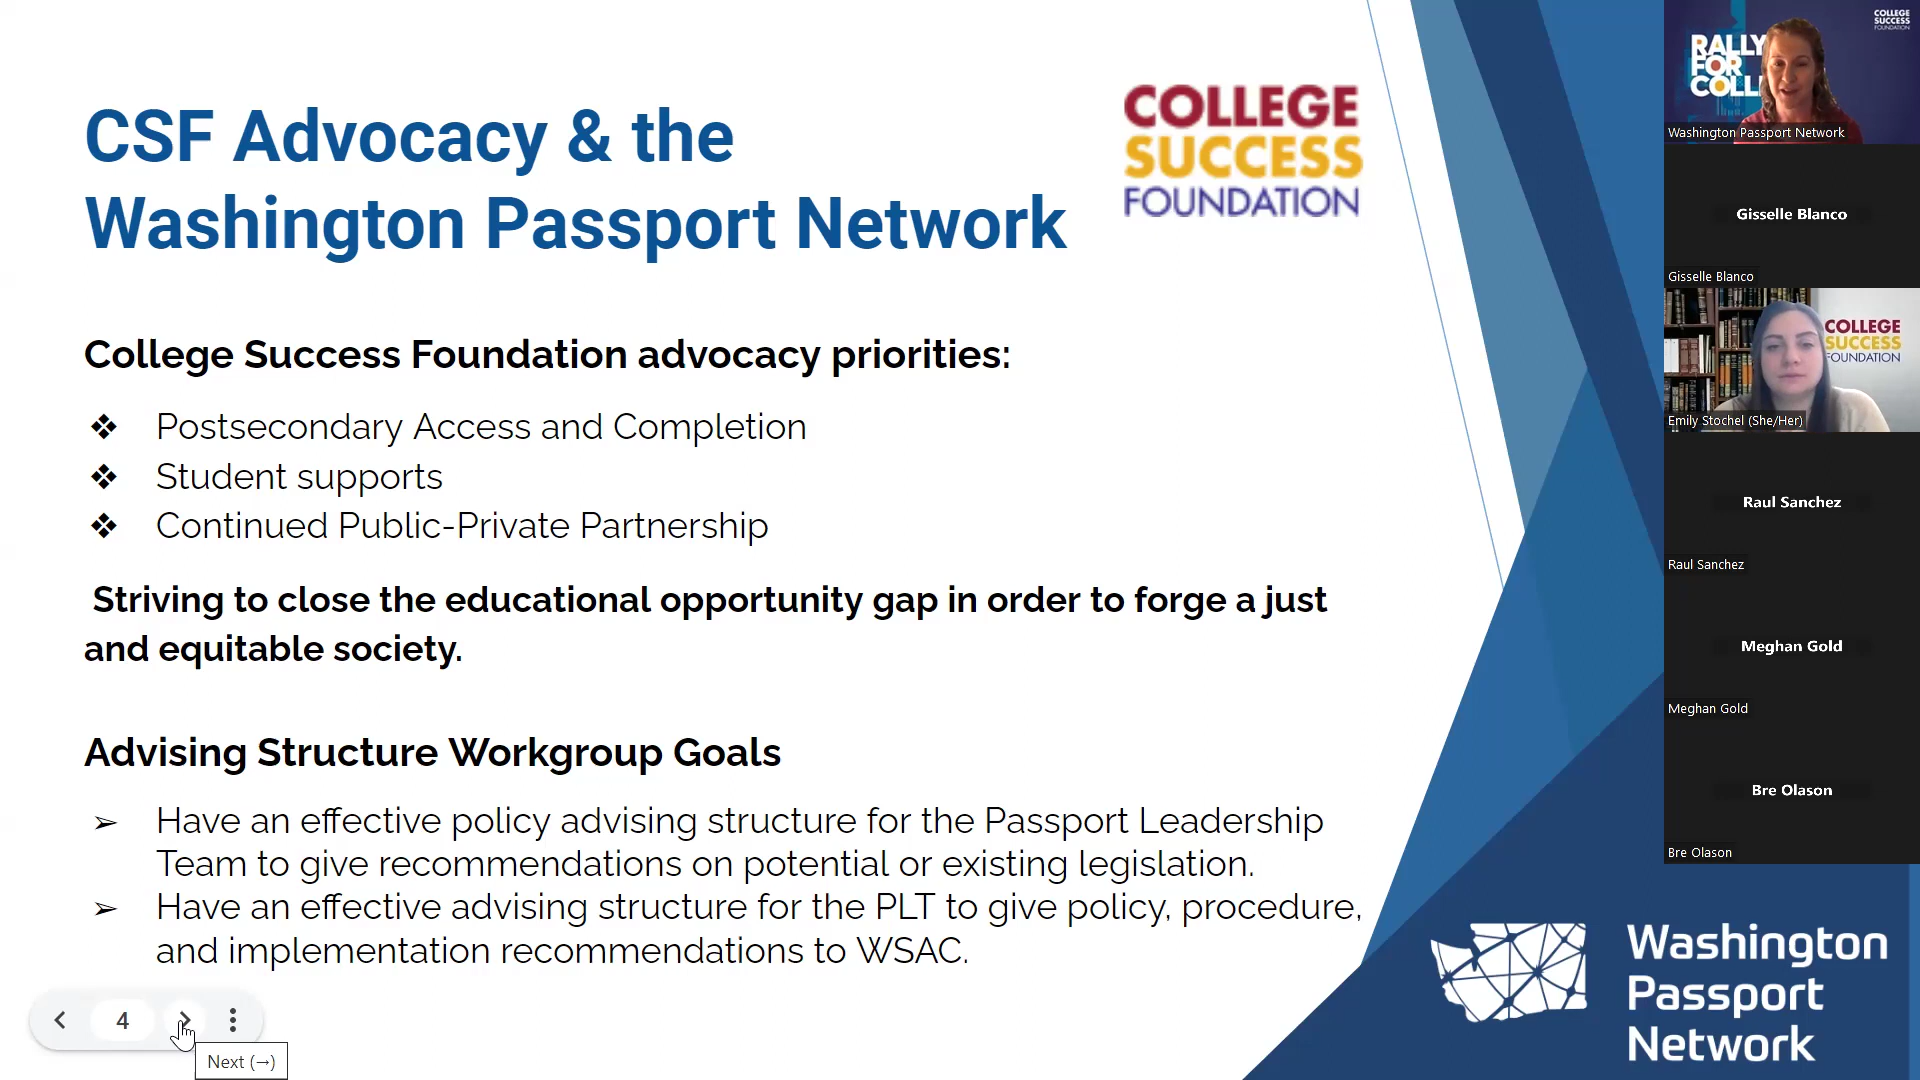 CSF Advocacy & the
Washington Passport Network
COLLEGE
SUCCESS
FOUNDATION
College Success Foundation advocacy priorities:
❖ Postsecondary Access and Completion
❖ Student supports
❖ Continued Public-Private Partnership
Striving to close the educational opportunity gap in order to forge a just
and equitable society.
Advising Structure Workgroup Goals
➢ Have an effective policy advising structure for the Passport Leadership
Team to give recommendations on potential or existing legislation.
➢ Have an effective advising structure for the PLT to give policy, procedure,
and implementation recommendations to WSAC.
4
Next (→)
Washington
Passport
Network
RALLY
FOR
COLL
COLLEGE
SUCCESS
FOUNDATION
Washington Passport Network
Gisselle Blanco
Gisselle Blanco
COLLEGE
SUCCESS
FOUNDATION
Emily Stochel (She/Her)
Raul Sanchez
Raul Sanchez
Meghan Gold
Meghan Gold
Bre Olason
Bre Olason